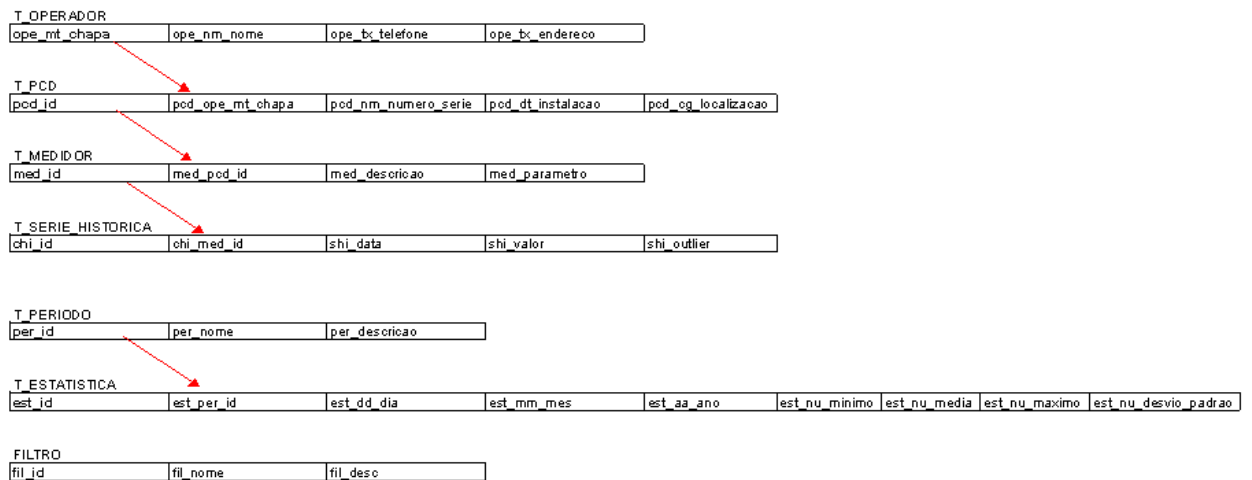 T_OPERADOR
ope_mt_chapa ope_nm_nome ope_tx_telefone ope_tx_endereco
T_PCD
pcd_id pcd_ope_mt_chapa pcd_nm_numero_serie pcd_dt_instalacao pcd_cg_localizacao
T_MEDIDOR
med_id med_pcd_id med_descricao med_parametro
T_SERIE_HISTORICA
chi_id chi_med_id shi_data shi_valor shi_outlier
T_PERIODO
per_id per_nome per_descricao
T_ESTATISTICA
est_id est_per_id est_dd_dia est_mm_mes est_aa_ano est_nu_minimo est_nu_media est_nu_maximo est_nu_desvio_padrao
FILTRO
fil_id fil_nome fil_desc